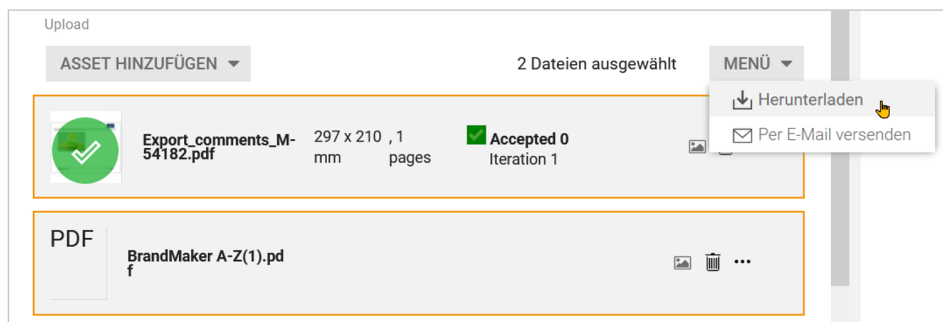 Upload
ASSET HINZUFÜGEN
2 Dateien ausgewählt
MENÜ
Herunterladen
Per E-Mail versenden
Export_comments_M-
54182.pdf
297 x 210 , 1
mm pages
Accepted 0
Iteration 1
PDF
BrandMaker A-Z(1).pd
f